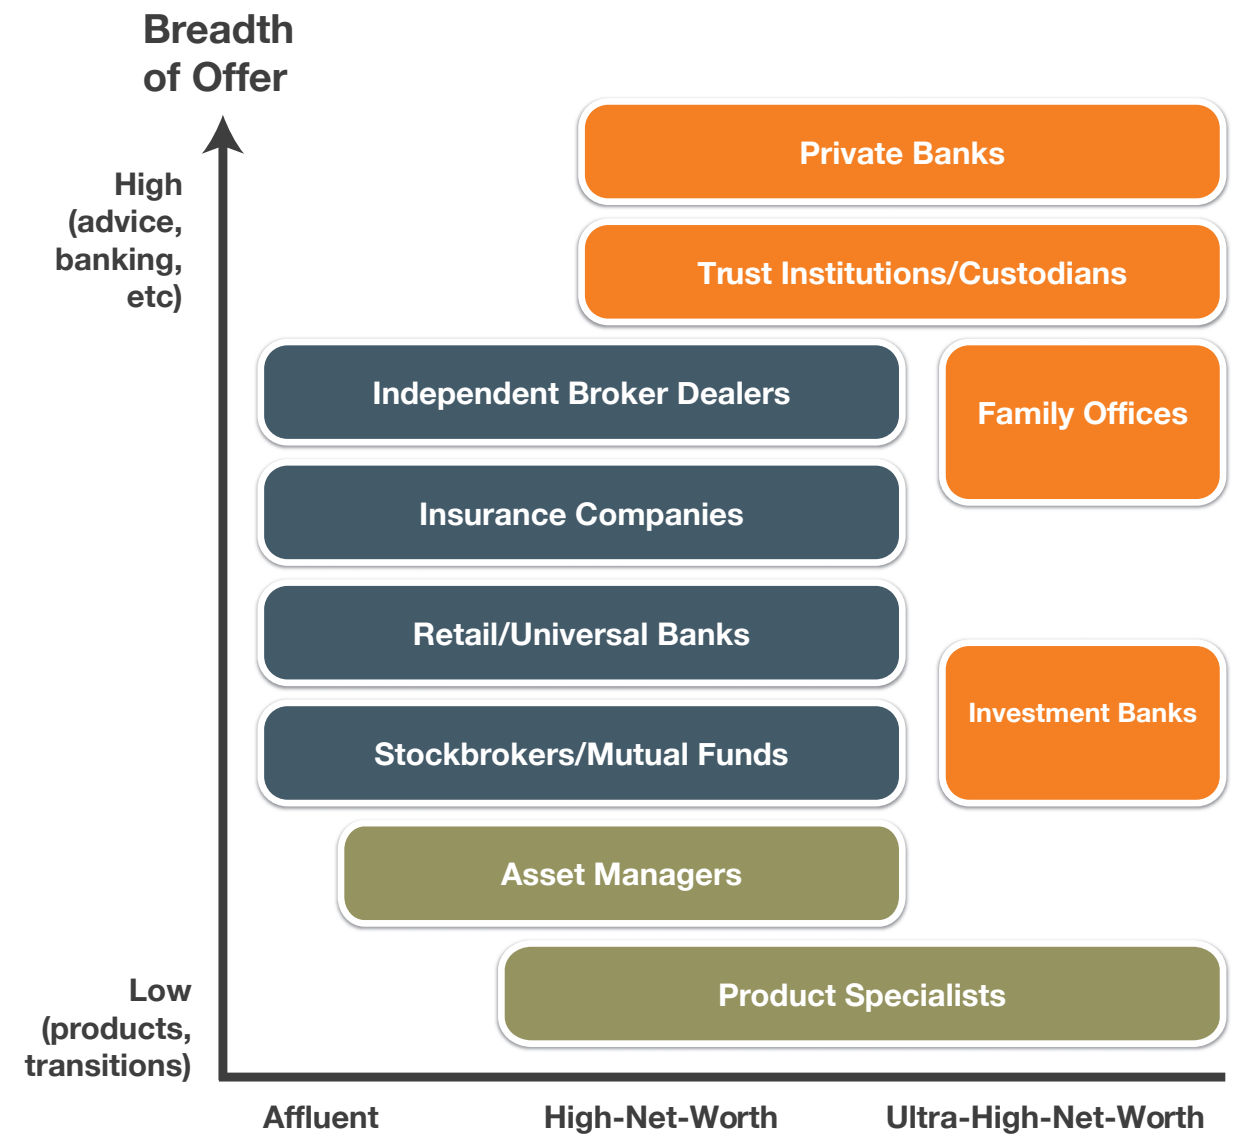 Breadth
of Offer
High
(advice,
banking,
etc)
Private Banks
Trust Institutions/Custodians
Independent Broker Dealers
Family Offices
Insurance Companies
Retail/Universal Banks
Investment Banks
Stockbrokers/Mutual Funds
Asset Managers
Product Specialists
Low
(products,
transitions)
Affluent
High-Net-Worth
Ultra-High-Net-Worth